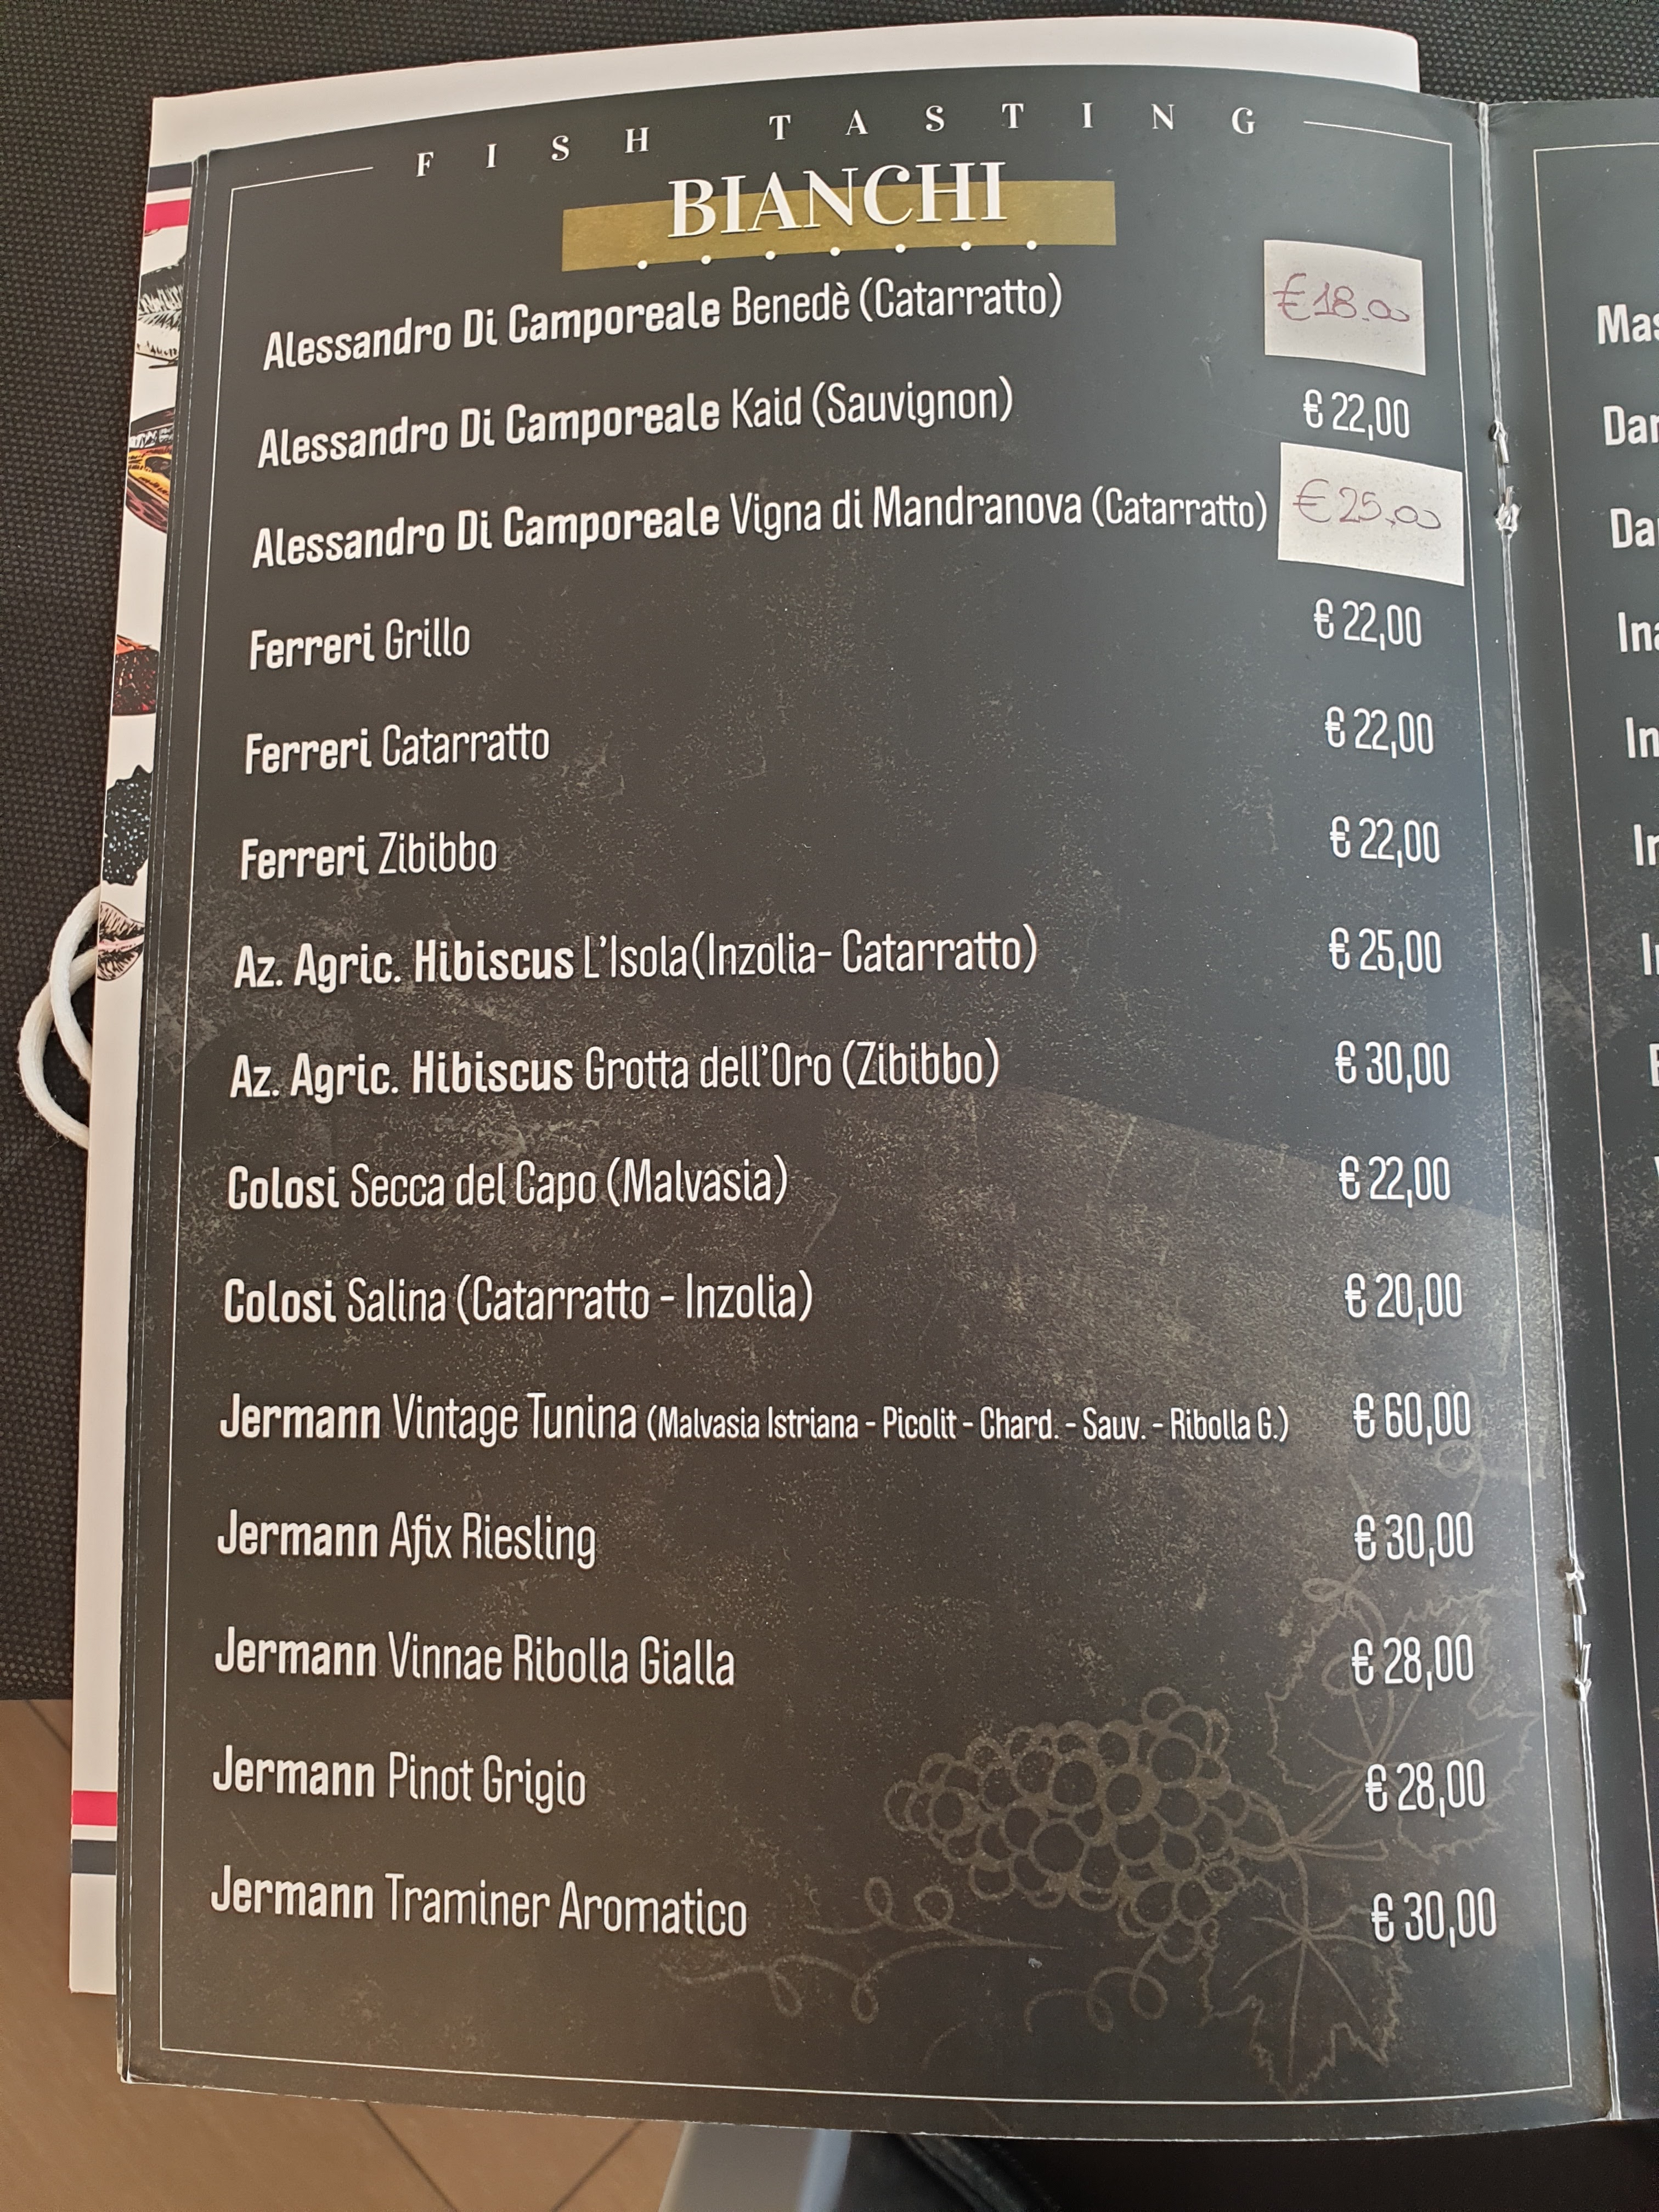 FISH TASTING
BIANCHI
Alessandro Di Camporeale Benedè (Catarratto) €18.00
Alessandro Di Camporeale Kaid (Sauvignon) € 22,00
Alessandro Di Camporeale Vigna di Mandranova (Catarratto) €25,00
Ferreri Grillo € 22,00
Ferreri Catarratto € 22,00
Ferreri Zibibbo € 22,00
Az. Agric. Hibiscus L'Isola(Inzolia- Catarratto) € 25,00
Az. Agric. Hibiscus Grotta dell'Oro (Zibibbo) € 30,00
Colosi Secca del Capo (Malvasia) € 22,00
Colosi Salina (Catarratto - Inzolia) € 20,00
Jermann Vintage Tunina (Malvasia Istriana - Picolit - Chard. - Sauv. - Ribolla G.) € 60,00
Jermann Afix Riesling € 30,00
Jermann Vinnae Ribolla Gialla € 28,00
Jermann Pinot Grigio € 28,00
Jermann Traminer Aromatico € 30,00